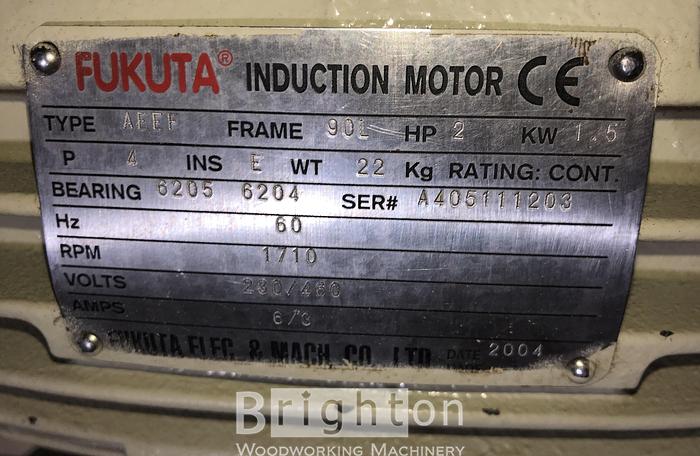 FUKUTA® INDUCTION MOTOR CE
TYPE AEEF FRAME 90L HP 2 KW 1.5
P 4 INS E WT 22 Kg RATING: CONT.
BEARING 6205 6204 SER# A405111203
Hz 60
RPM 1710
VOLTS 230/460
AMPS 6/3
FUKUTA ELEC. & MACH. CO., LTD. DATE 2004
Brighton
WOODWORKING MACHINERY